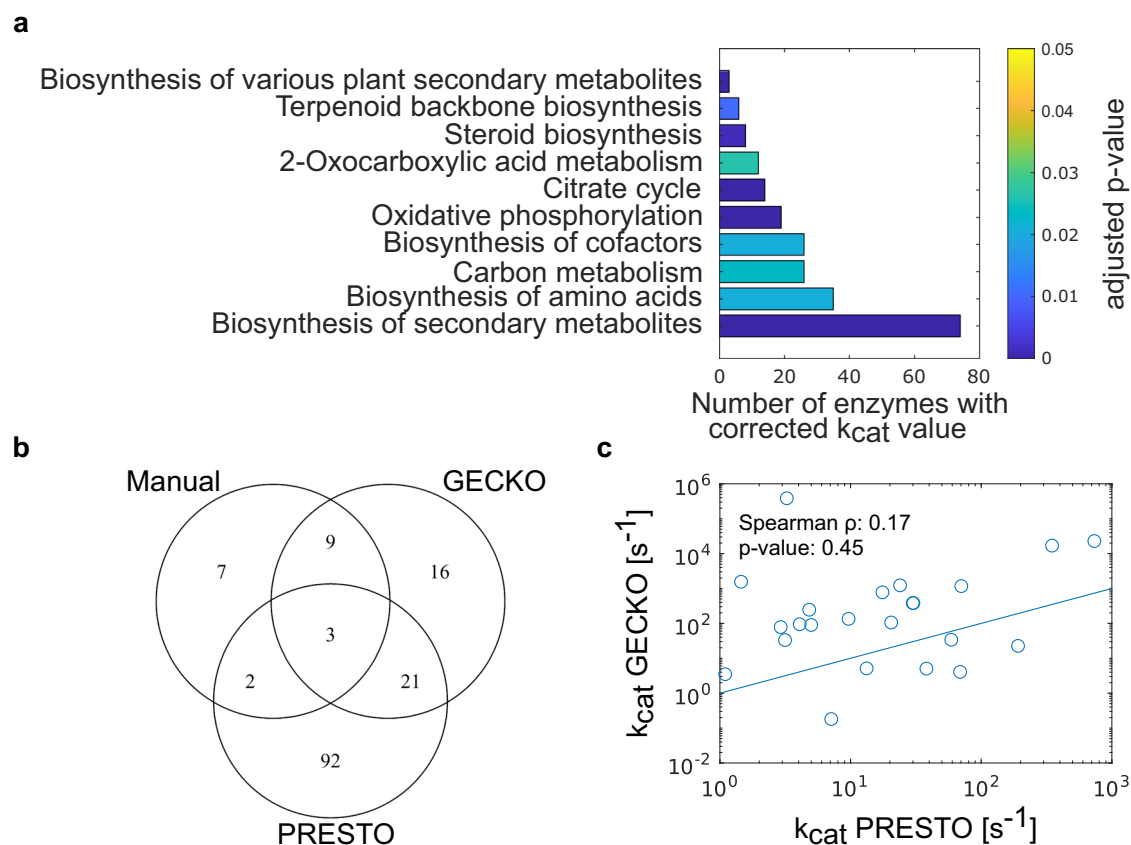 a
Biosynthesis of various plant secondary metabolites
Terpenoid backbone biosynthesis
Steroid biosynthesis
2-Oxocarboxylic acid metabolism
Citrate cycle
Oxidative phosphorylation
Biosynthesis of cofactors
Carbon metabolism
Biosynthesis of amino acids
Biosynthesis of secondary metabolites
0 20 40 60 80
Number of enzymes with
corrected kcat value
0.05
0.04
0.03
0.02
0.01
0
adjusted p-value
b
Manual
GECKO
9
7
16
3
2
21
92
PRESTO
c
10^6
10^4
10^2
10^0
10^-2
kcat GECKO [s^-1]
Spearman ρ: 0.17
p-value: 0.45
10^0 10^1 10^2 10^3
kcat PRESTO [s^-1]